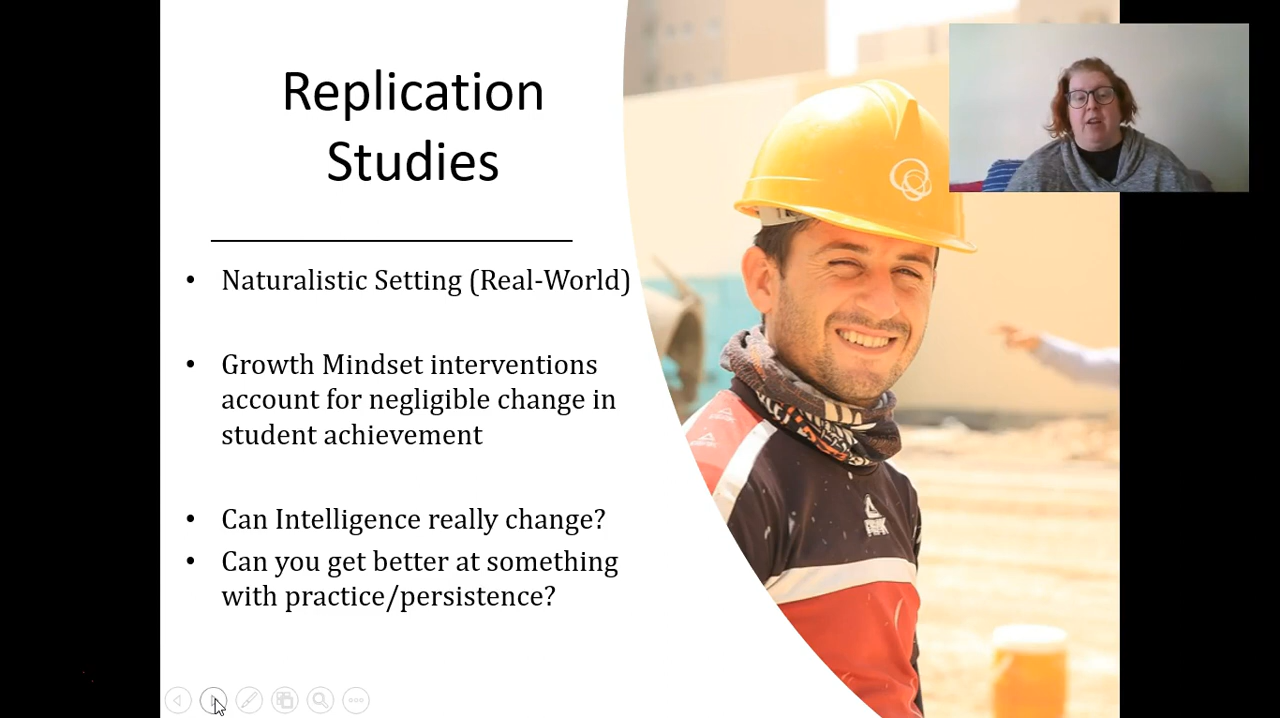 Replication
Studies
• Naturalistic Setting (Real-World)
• Growth Mindset interventions
account for negligible change in
student achievement
• Can Intelligence really change?
• Can you get better at something
with practice/persistence?